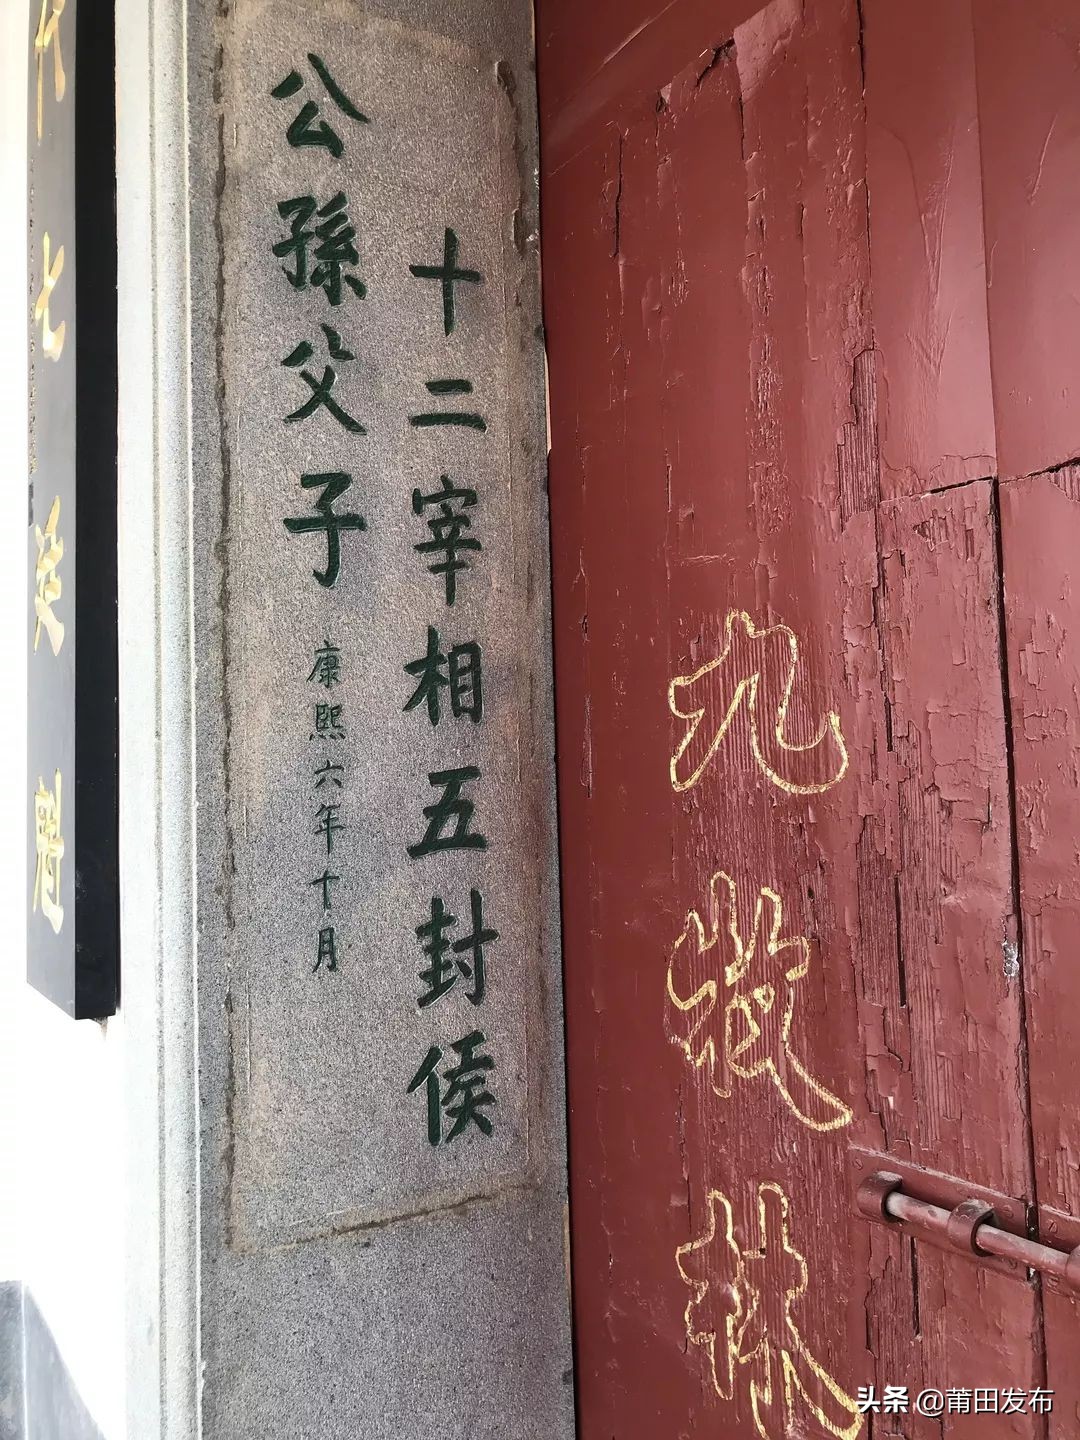 九牧林
十二宰相五封侯
公孫父子
康熙六年十月
头条 @莆田发布